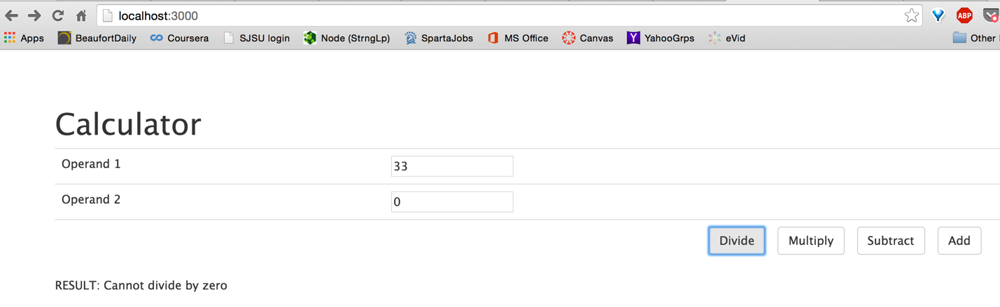 localhost:3000
ABP
Apps BeaufortDaily Coursera SJSU login Node (StrngLp) SpartaJobs MS Office Canvas YahooGrps eVid Other
Calculator
Operand 1 33
Operand 2 0
Divide Multiply Subtract Add
RESULT: Cannot divide by zero